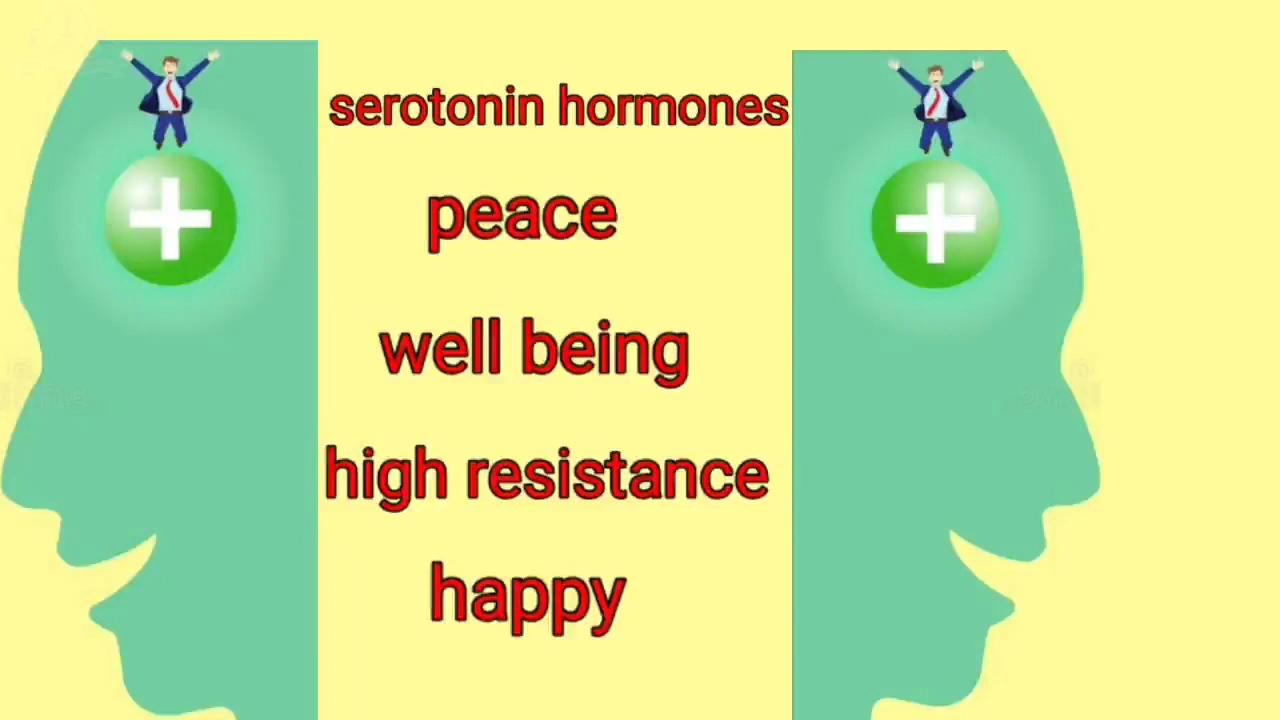 serotonin hormones
peace
well being
high resistance
happy